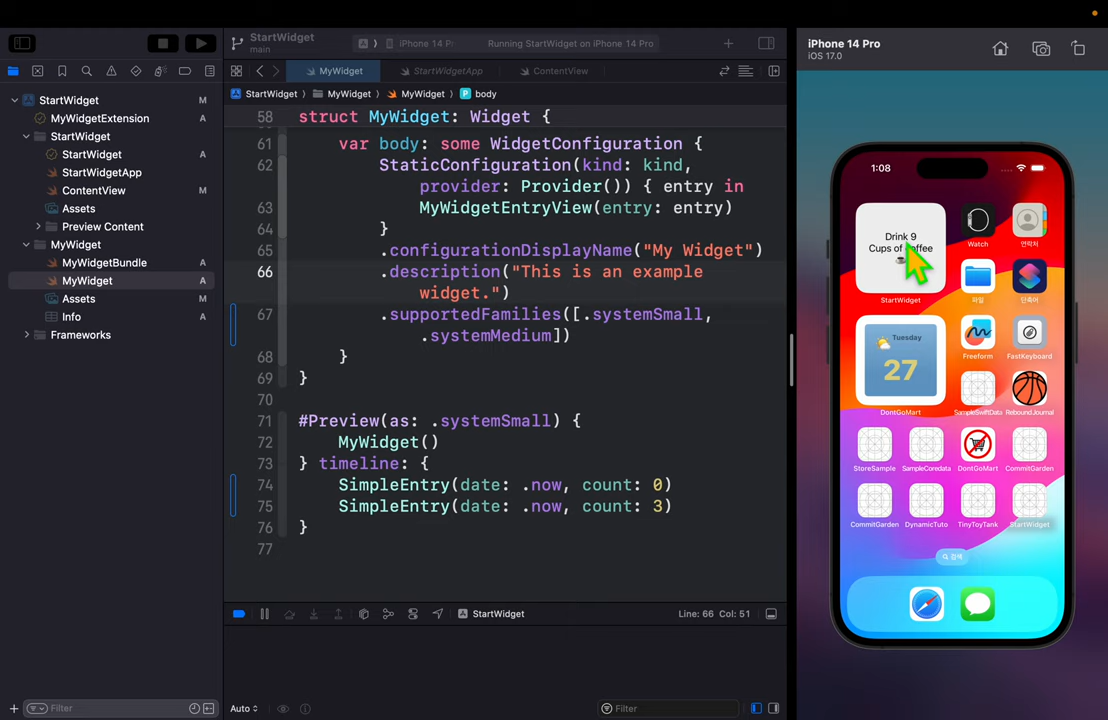 StartWidget
main
iPhone 14 Pr
Running StartWidget on iPhone 14 Pro
MyWidget
StartWidgetApp
ContentView
StartWidget
MyWidget
MyWidget
body
StartWidget M
MyWidgetExtension A
StartWidget
StartWidget A
StartWidgetApp A
ContentView M
Assets
Preview Content
MyWidget
MyWidgetBundle A
MyWidget A
Assets A
Info A
Frameworks
Filter
58 struct MyWidget: Widget {
61 var body: some WidgetConfiguration {
62 StaticConfiguration(kind: kind,
provider: Provider()) { entry in
63 MyWidgetEntryView(entry: entry)
64 }
65 .configurationDisplayName("My Widget")
66 .description("This is an example
widget.")
67 .supportedFamilies([.systemSmall,
.systemMedium])
68 }
69 }
70
71 #Preview(as: .systemSmall) {
72 MyWidget()
73 } timeline: {
74 SimpleEntry(date: .now, count: 0)
75 SimpleEntry(date: .now, count: 3)
76 }
77
StartWidget
Line: 66 Col: 51
Auto
Filter
iPhone 14 Pro
iOS 17.0
1:08
Drink 9
Cups of
StartWidget
Watch
연락처
파일
단축어
Tuesday
27
DontGoMart
Freeform
FastKeyboard
SampleSwiftData
ReboundJournal
StoreSample
SampleCoredata
DontGoMart
CommitGarden
CommitGarden
DynamicTuto
TinyToyTank
StartWidget
검색